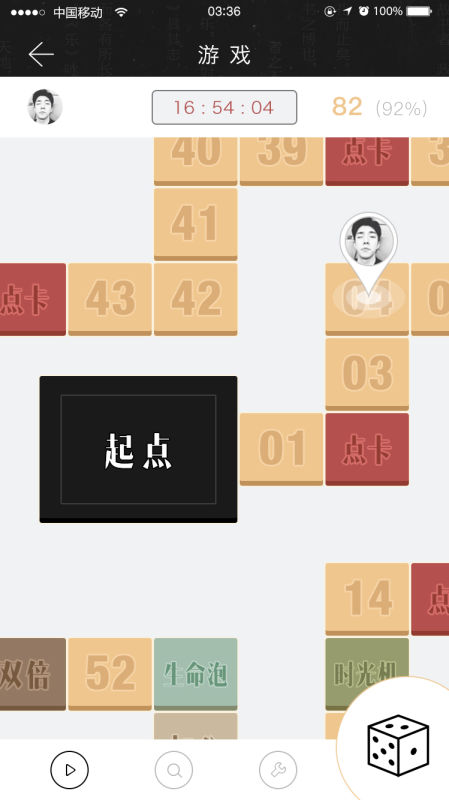 中国移动 03:36 100%
游戏
16:54:04 82 (92%)
40 39 点卡
41
点卡 43 42 04
03
起点 01 点卡
14 点
双倍 52 生命泡 时光机